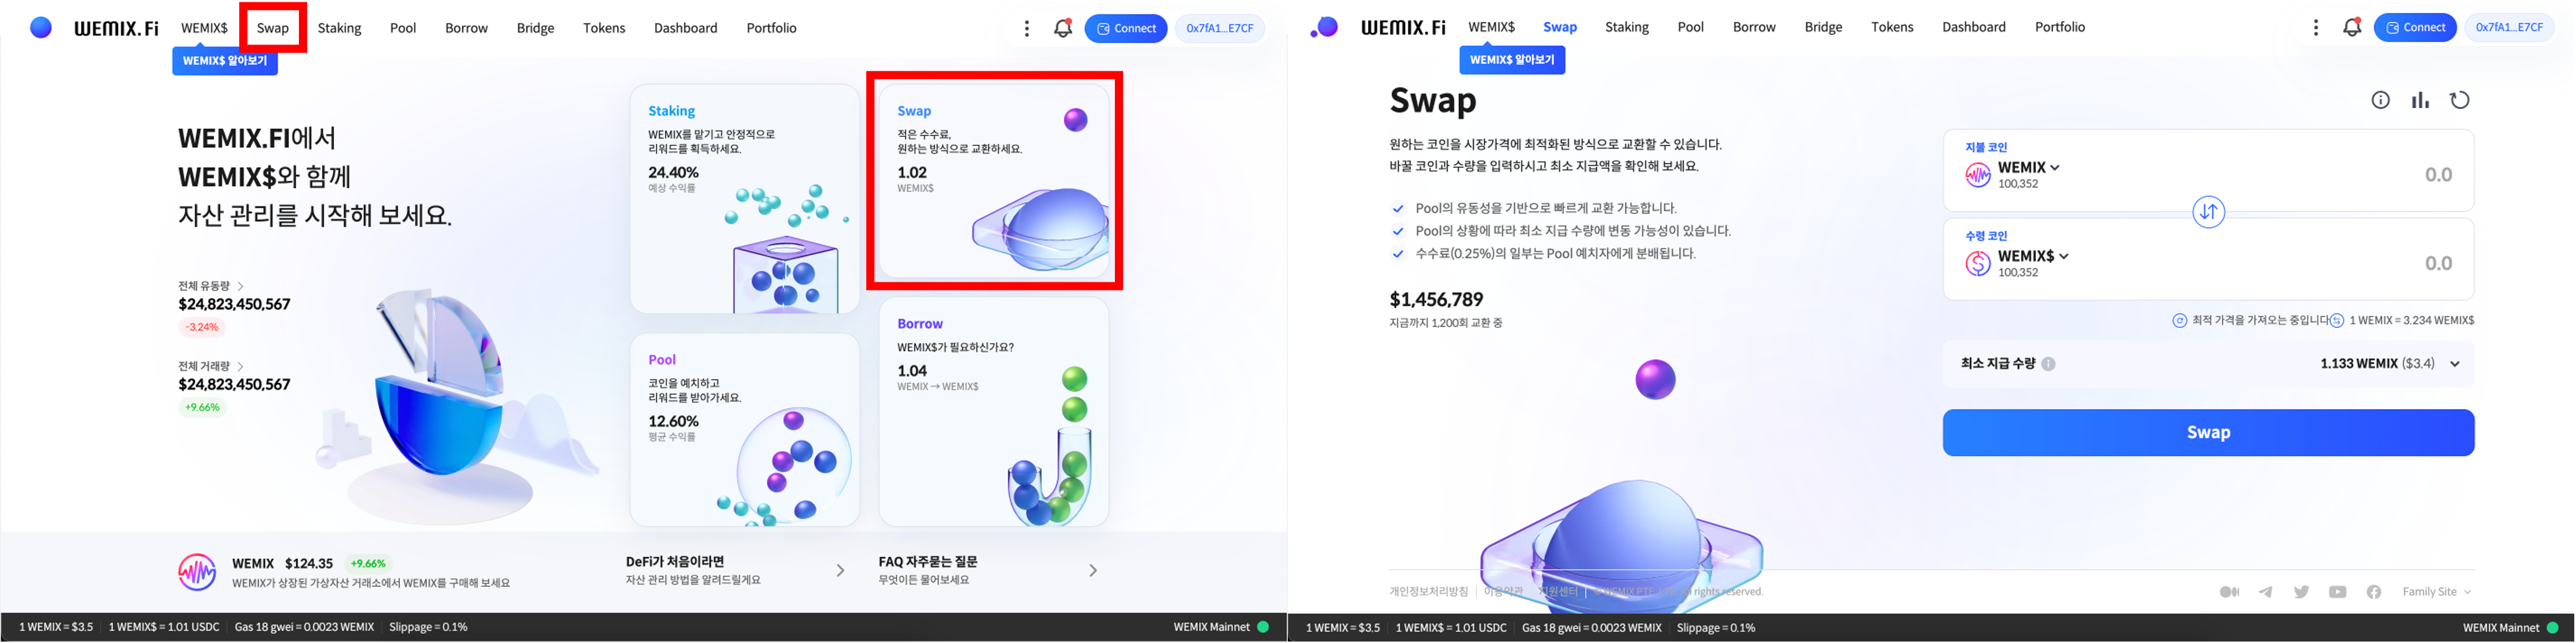 WEMIX.Fi
WEMIX$ Swap Staking Pool Borrow Bridge Tokens Dashboard Portfolio
Connect 0x7fA1...E7CF
WEMIX$ 알아보기
WEMIX.FI에서
WEMIX$와 함께
자산 관리를 시작해 보세요.
전체 유동량
$24,823,450,567
-3.24%
전체 거래량
$24,823,450,567
+9.66%
Staking
WEMIX를 맡기고 안정적으로
리워드를 획득하세요.
24.40%
예상 수익률
Swap
적은 수수료,
원하는 방식으로 교환하세요.
1.02
WEMIX$
Pool
코인을 예치하고
리워드를 받아가세요.
12.60%
평균 수익률
Borrow
WEMIX$가 필요하신가요?
1.04
WEMIX → WEMIX$
WEMIX $124.35 +9.66%
WEMIX가 상장된 가상자산 거래소에서 WEMIX를 구매해 보세요
DeFi가 처음이라면
자산 관리 방법을 알려드릴게요
FAQ 자주묻는 질문
무엇이든 물어보세요
1 WEMIX = $3.5 1 WEMIX$ = 1.01 USDC Gas 18 gwei = 0.0023 WEMIX Slippage = 0.1% WEMIX Mainnet
WEMIX.Fi
WEMIX$ Swap Staking Pool Borrow Bridge Tokens Dashboard Portfolio
Connect 0x7fA1...E7CF
WEMIX$ 알아보기
Swap
원하는 코인을 시장가격에 최적화된 방식으로 교환할 수 있습니다.
바꿀 코인과 수량을 입력하시고 최소 지급액을 확인해 보세요.
Pool의 유동성을 기반으로 빠르게 교환 가능합니다.
Pool의 상황에 따라 최소 지급 수량에 변동 가능성이 있습니다.
수수료(0.25%)의 일부는 Pool 예치자에게 분배됩니다.
$1,456,789
지금까지 1,200회 교환 중
지불 코인
WEMIX
100,352
0.0
수령 코인
WEMIX$
100,352
0.0
최적 가격을 가져오는 중입니다 1 WEMIX = 3.234 WEMIX$
최소 지급 수량 1.133 WEMIX ($3.4)
Swap
개인정보처리방침 이용약관 지원센터 © WEMIX PTE. LTD. All rights reserved.
Family Site
1 WEMIX = $3.5 1 WEMIX$ = 1.01 USDC Gas 18 gwei = 0.0023 WEMIX Slippage = 0.1% WEMIX Mainnet